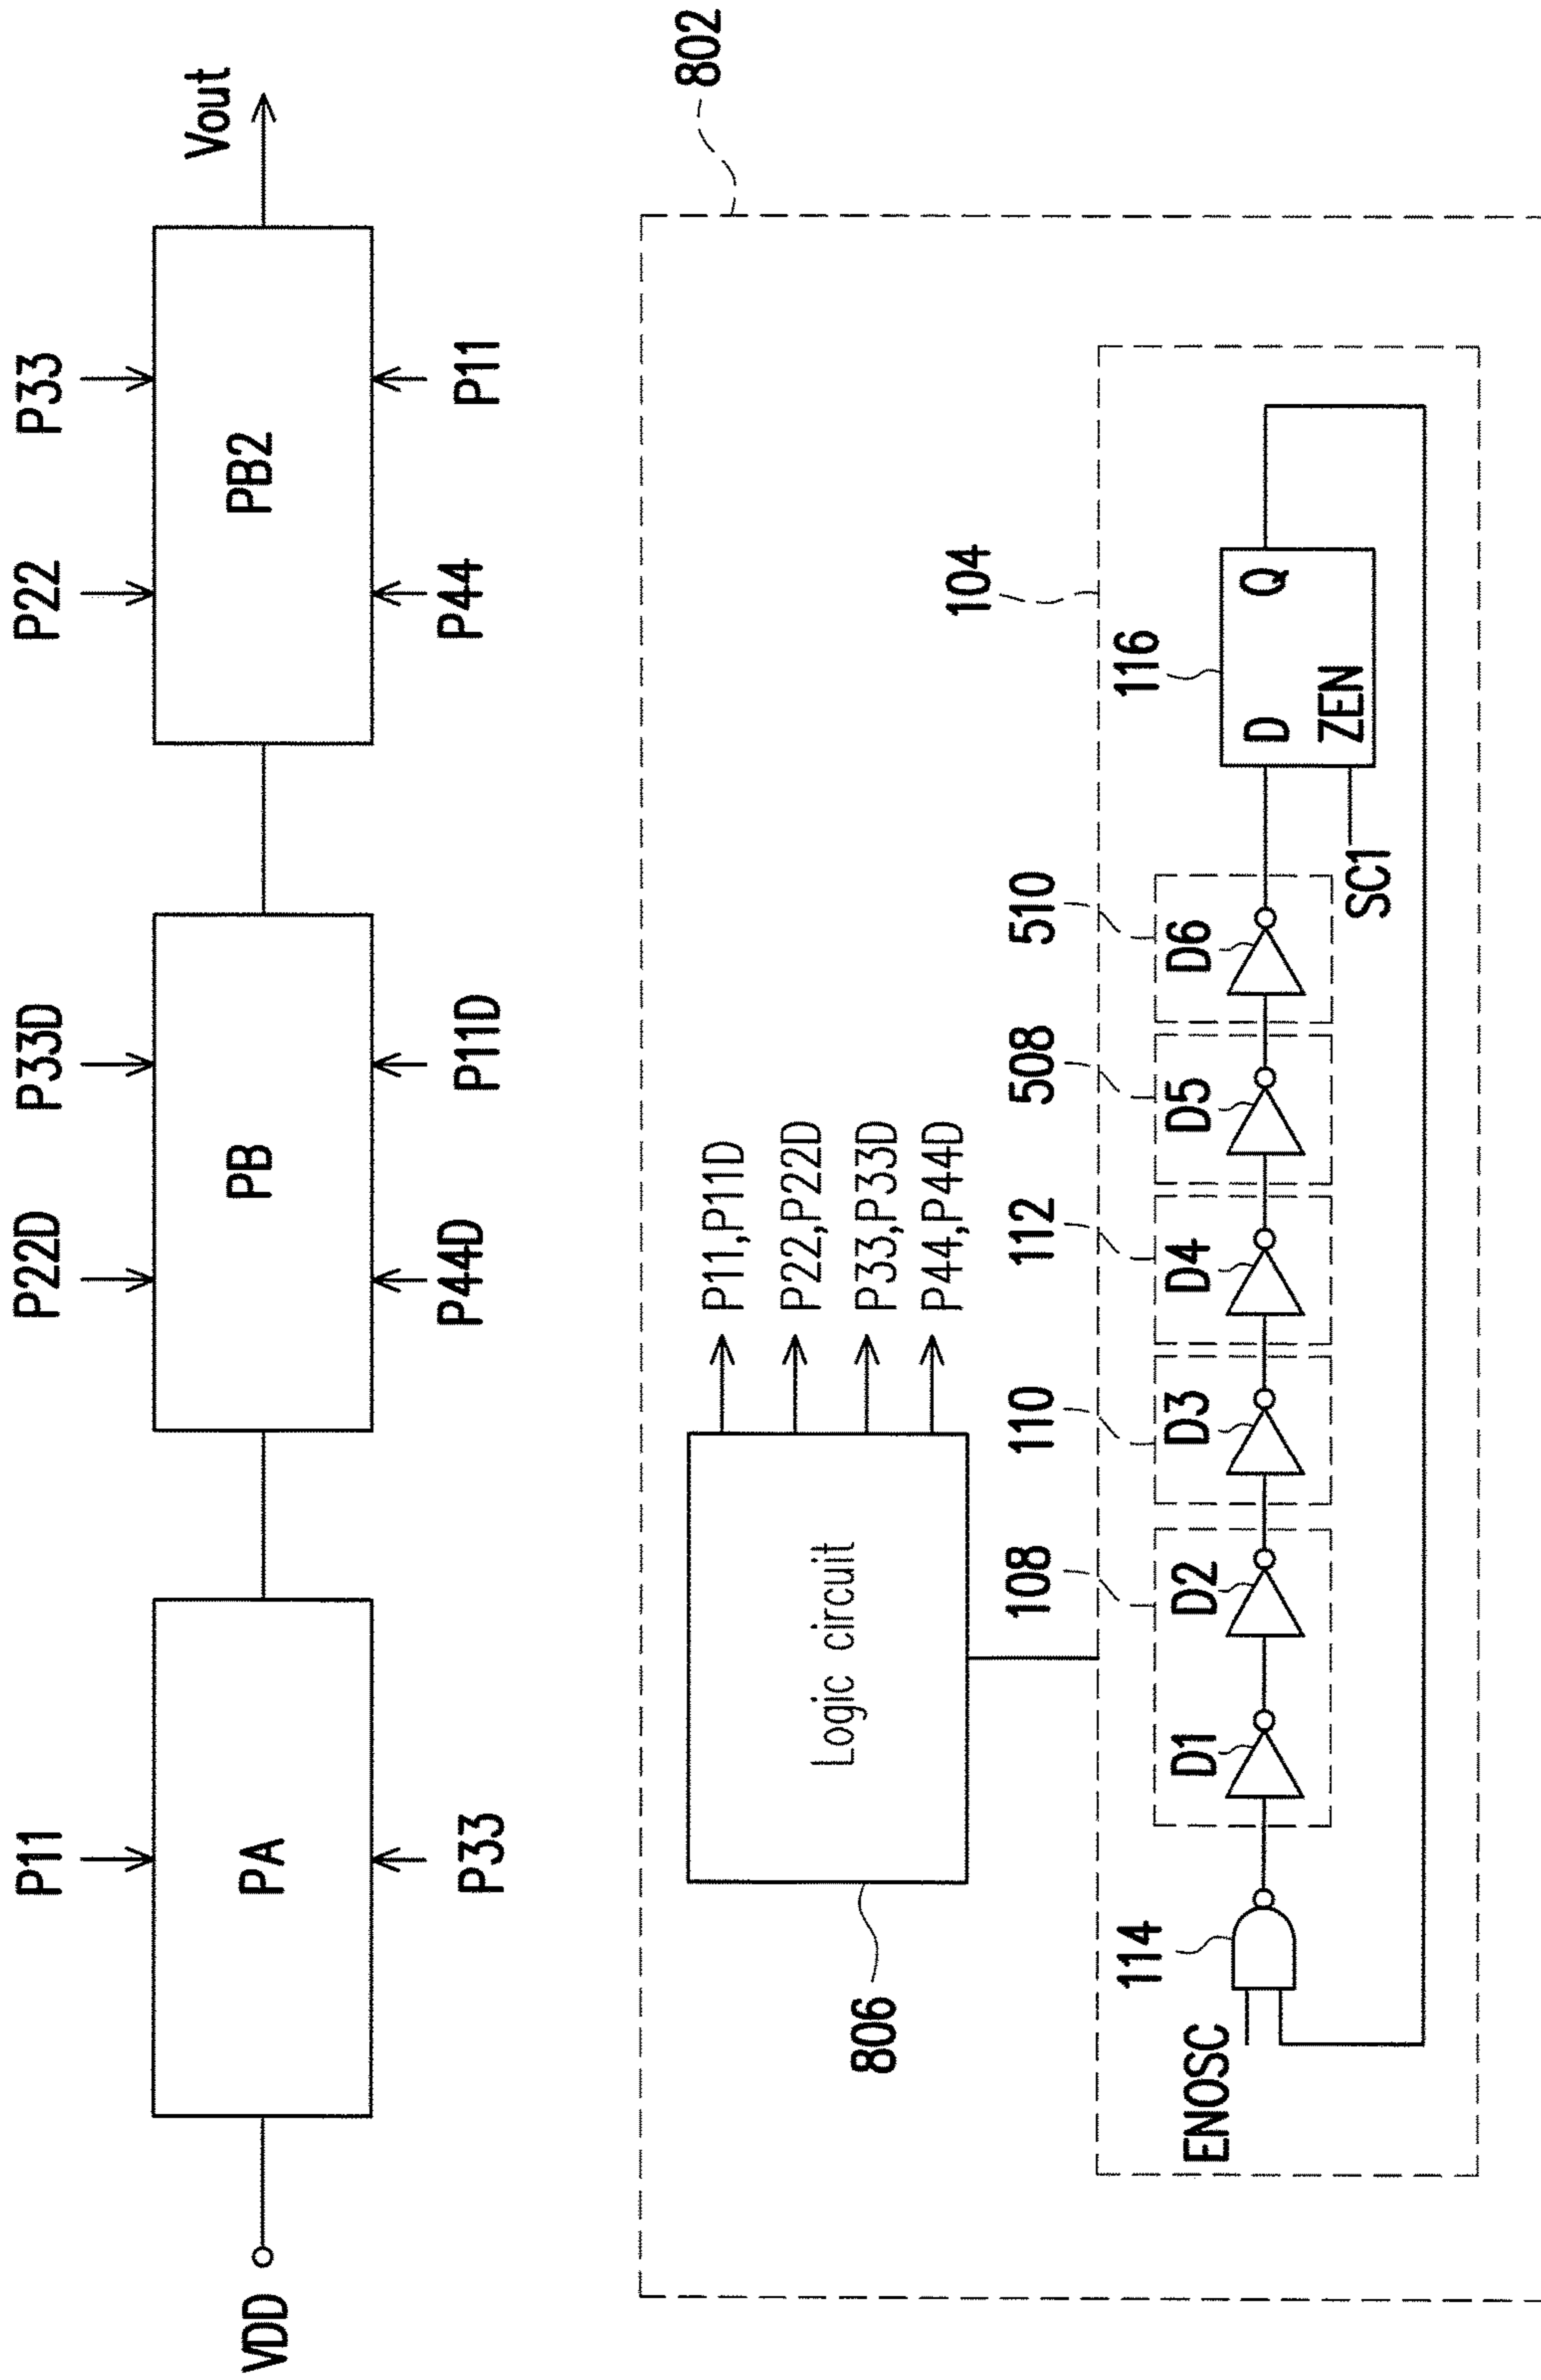 P11
P22D
P33D
P22
P33
VDD
PA
PB
PB2
Vout
P33
P44D
P11D
P44
P11
802
806
Logic circuit
P11,P11D
P22,P22D
P33,P33D
P44,P44D
104
108
110
112
508
510
116
114
ENOSC
D1
D2
D3
D4
D5
D6
D
Q
ZEN
SC1